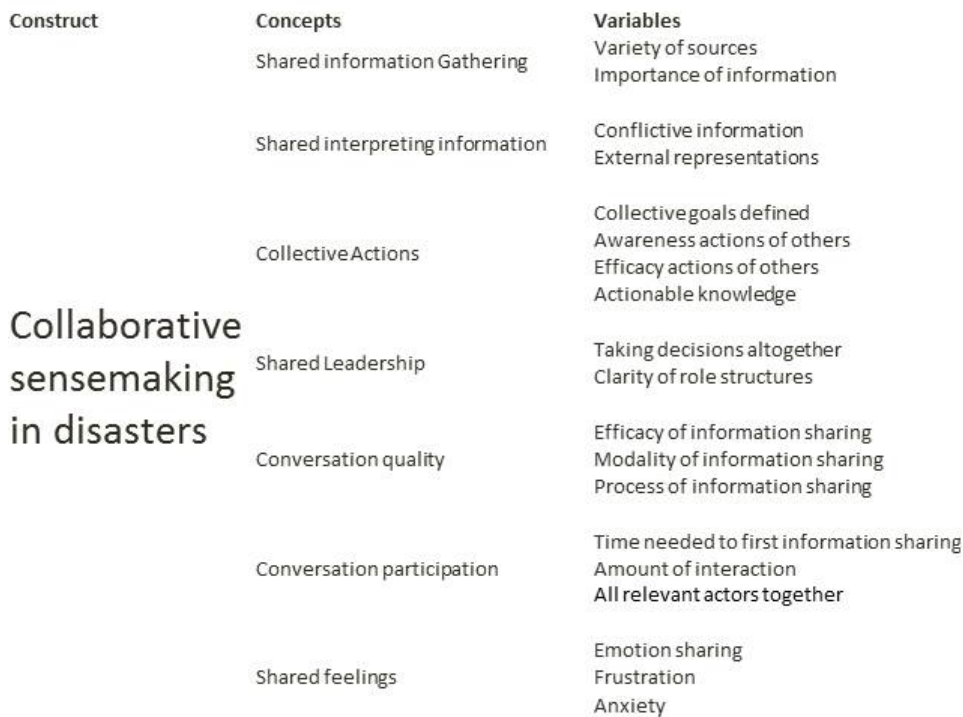 Construct Concepts Variables
Shared information Gathering
Variety of sources
Importance of information
Shared interpreting information
Conflictive information
External representations
Collective Actions
Collective goals defined
Awareness actions of others
Efficacy actions of others
Actionable knowledge
Collaborative
sensemaking
in disasters
Shared Leadership
Taking decisions altogether
Clarity of role structures
Conversation quality
Efficacy of information sharing
Modality of information sharing
Process of information sharing
Conversation participation
Time needed to first information sharing
Amount of interaction
All relevant actors together
Shared feelings
Emotion sharing
Frustration
Anxiety